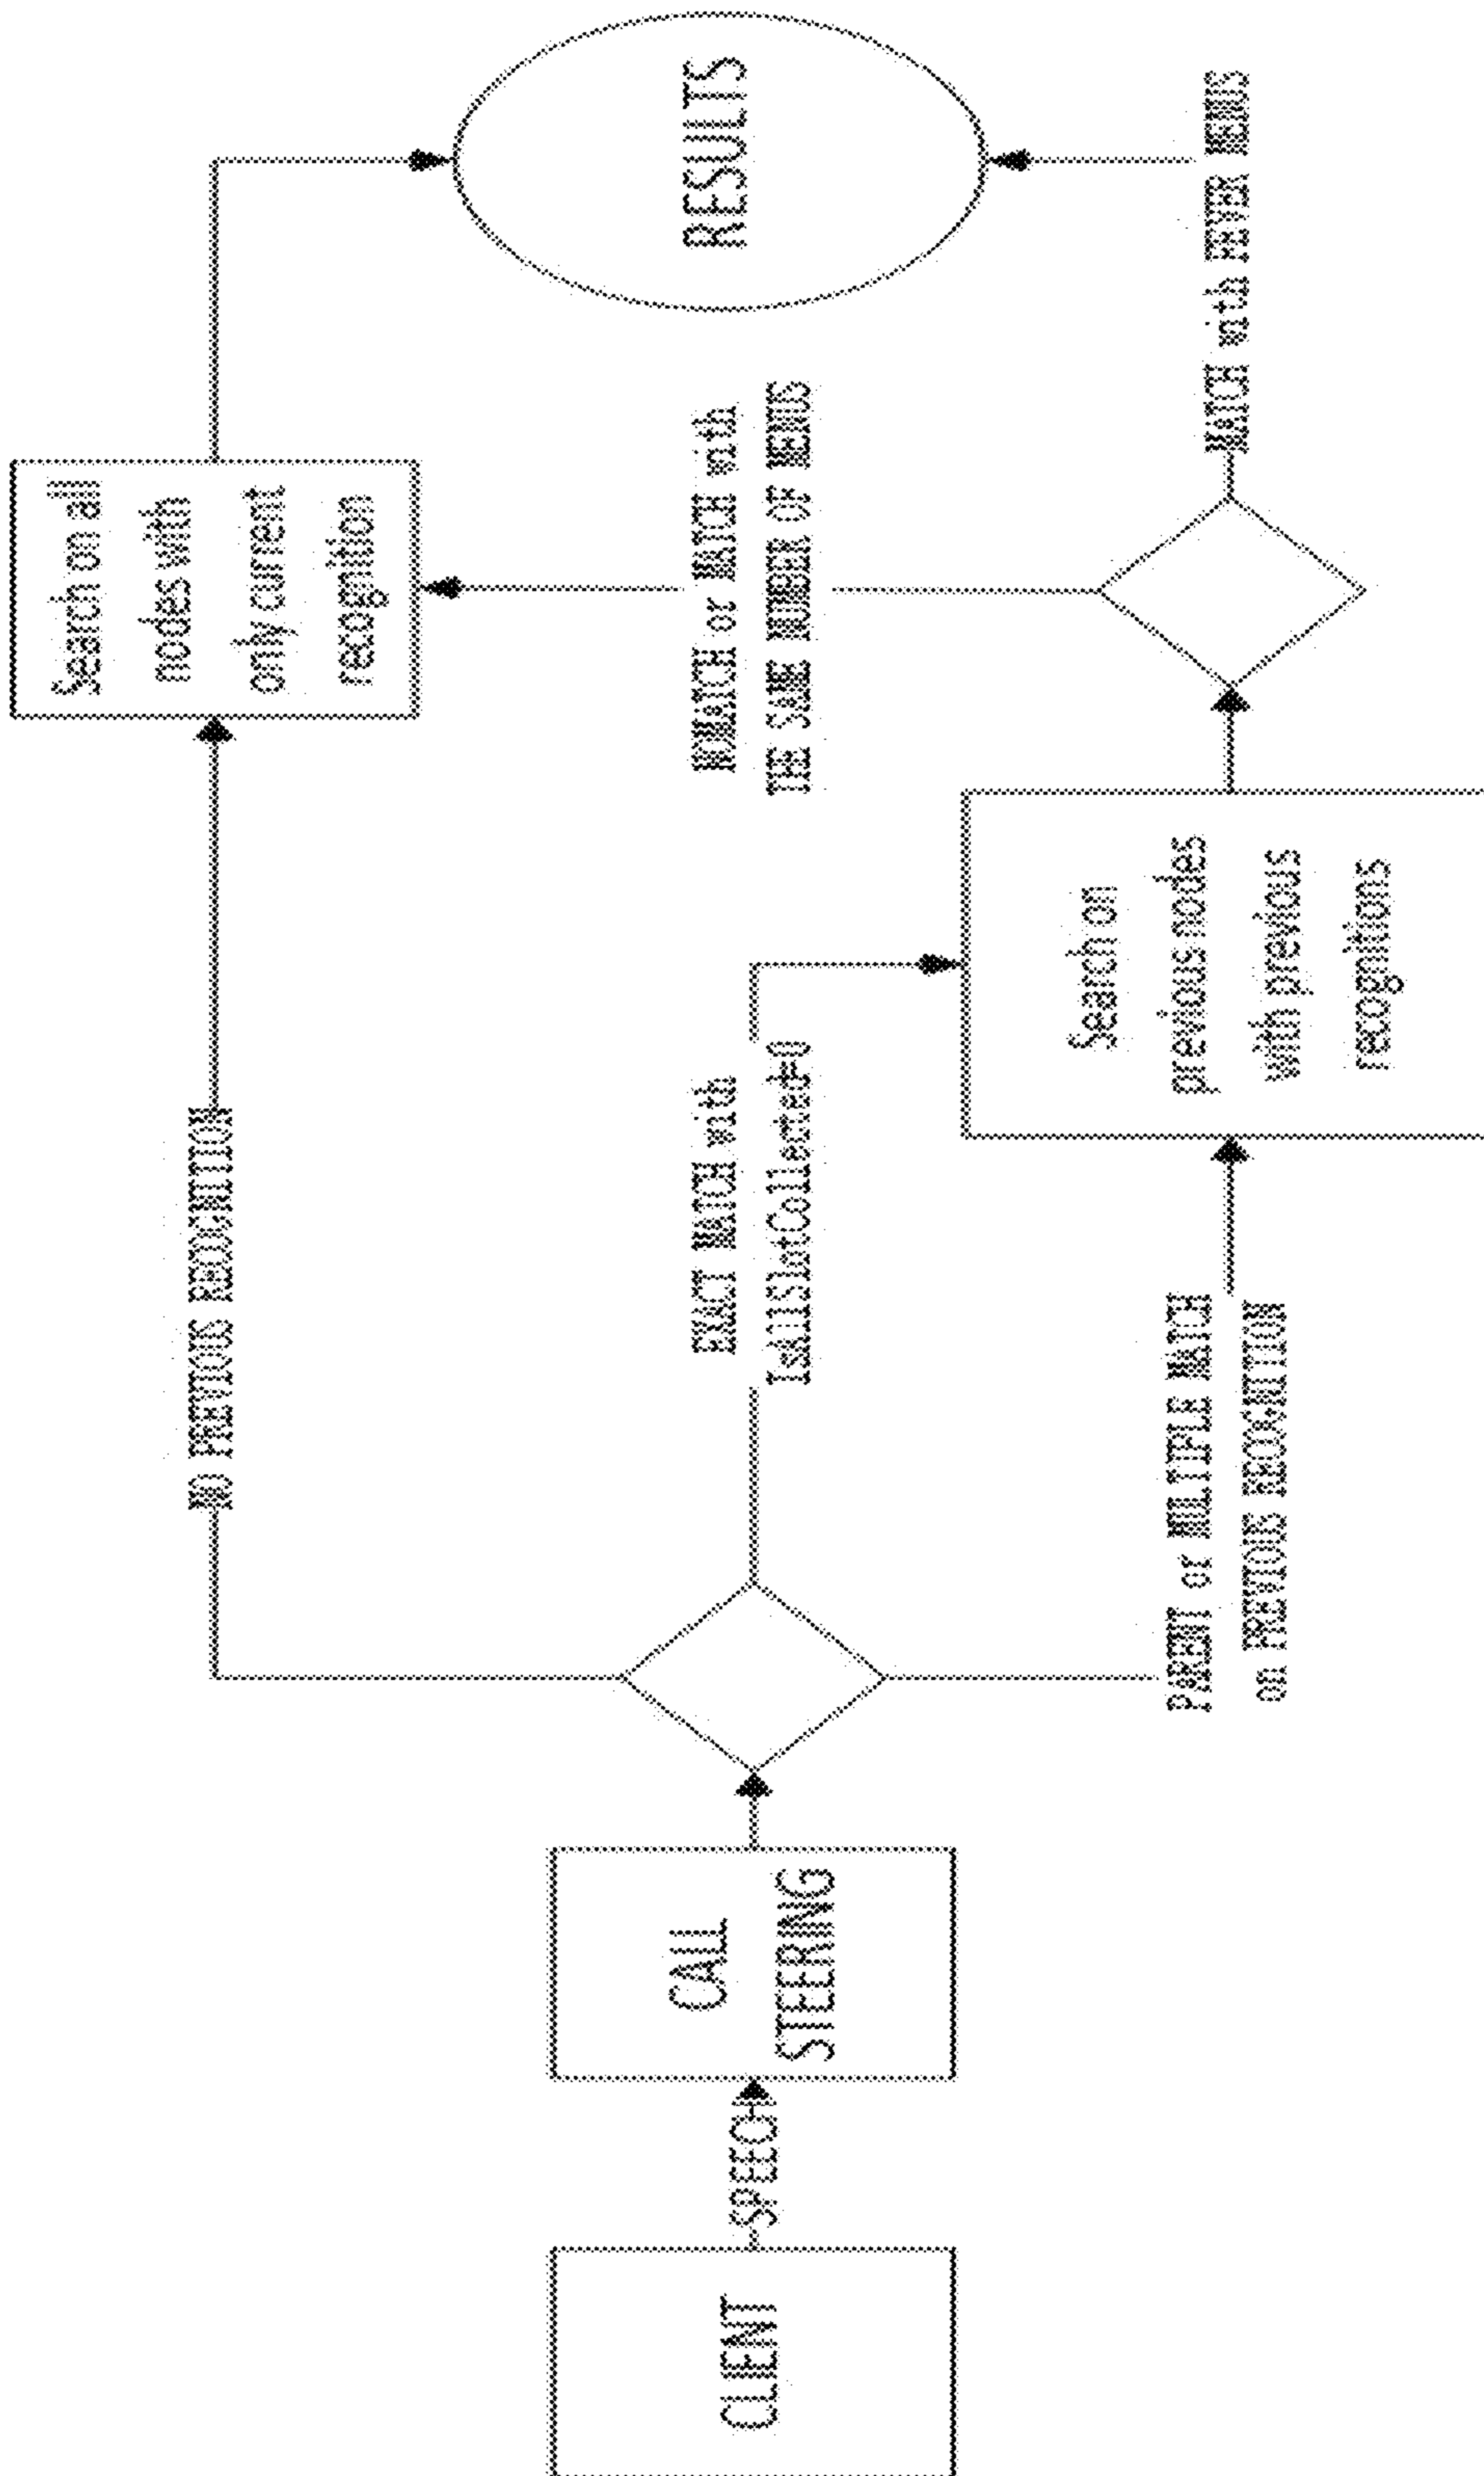 CLIENT
SPEECH
CALL
STEERING
NO PREVIOUS RECOGNITION
EXACT MATCH with
IsAllSlotCollected=0
PARENT or MULTIPLE MATCH
on PREVIOUS RECOGNITION
Search on
previous nodes
with previous
recognitions
NOMATCH or MATCH with
THE SAME NUMBER OF MENUS
Search on all
nodes with
only current
recognition
MATCH with FEWER MENUS
RESULTS